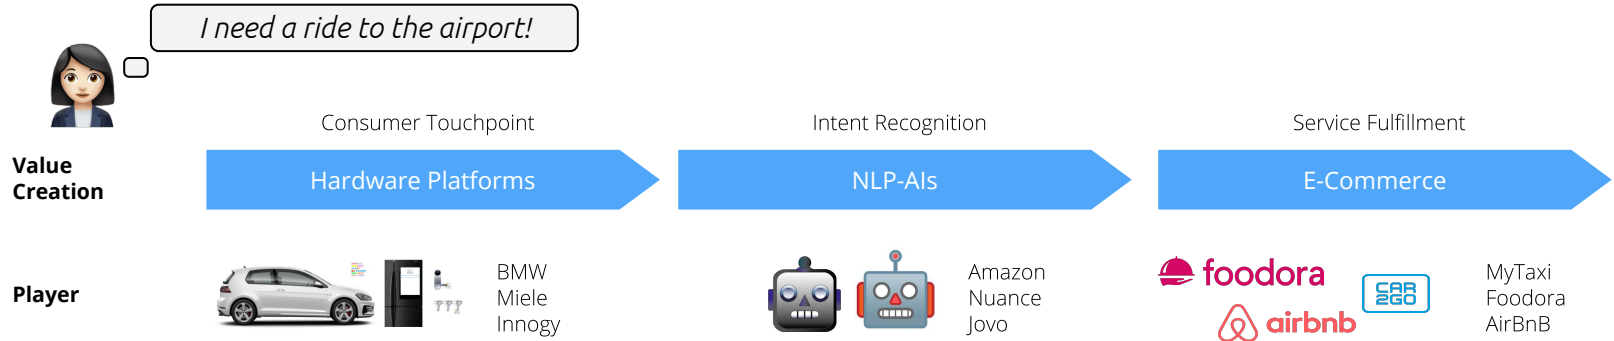 I need a ride to the airport!
Consumer Touchpoint
Intent Recognition
Service Fulfillment
Value
Creation
Hardware Platforms
NLP-AIs
E-Commerce
Player
BMW
Miele
Innogy
Amazon
Nuance
Jovo
foodora
CAR
2GO
airbnb
MyTaxi
Foodora
AirBnB